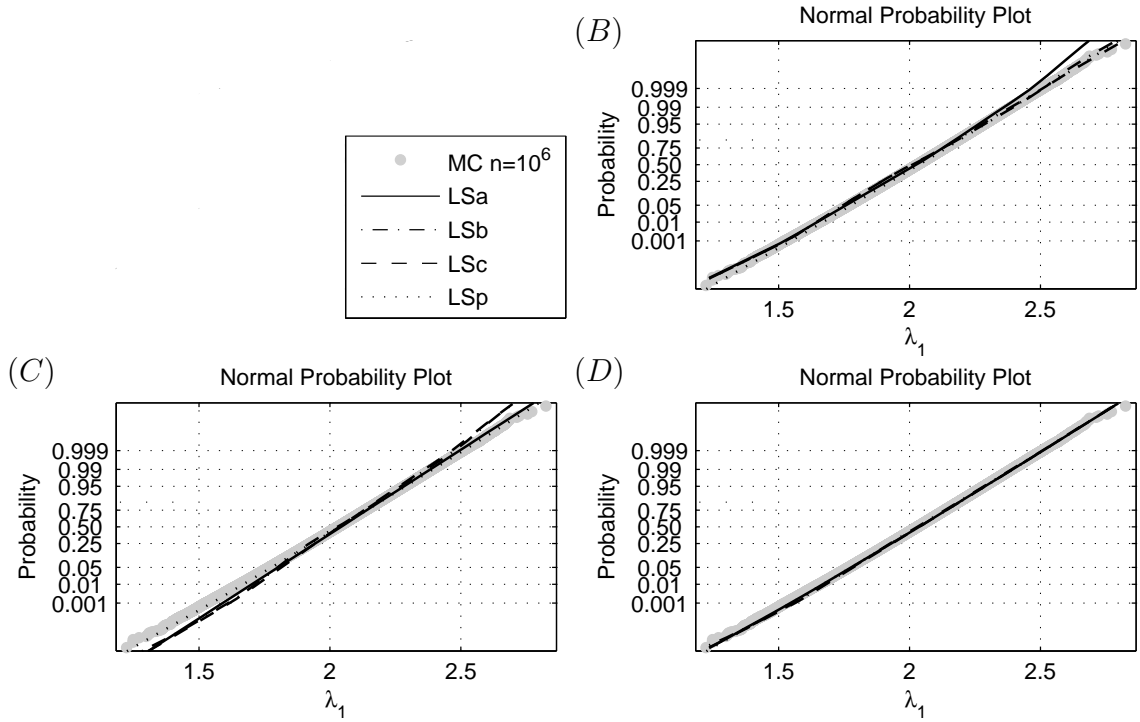 (B)
Normal Probability Plot
MC n=10^6
LSa
LSb
LSc
LSp
Probability
0.999
0.99
0.95
0.75
0.50
0.25
0.05
0.01
0.001
1.5
2
2.5
λ_1
(C)
Normal Probability Plot
Probability
0.999
0.99
0.95
0.75
0.50
0.25
0.05
0.01
0.001
1.5
2
2.5
λ_1
(D)
Normal Probability Plot
Probability
0.999
0.99
0.95
0.75
0.50
0.25
0.05
0.01
0.001
1.5
2
2.5
λ_1